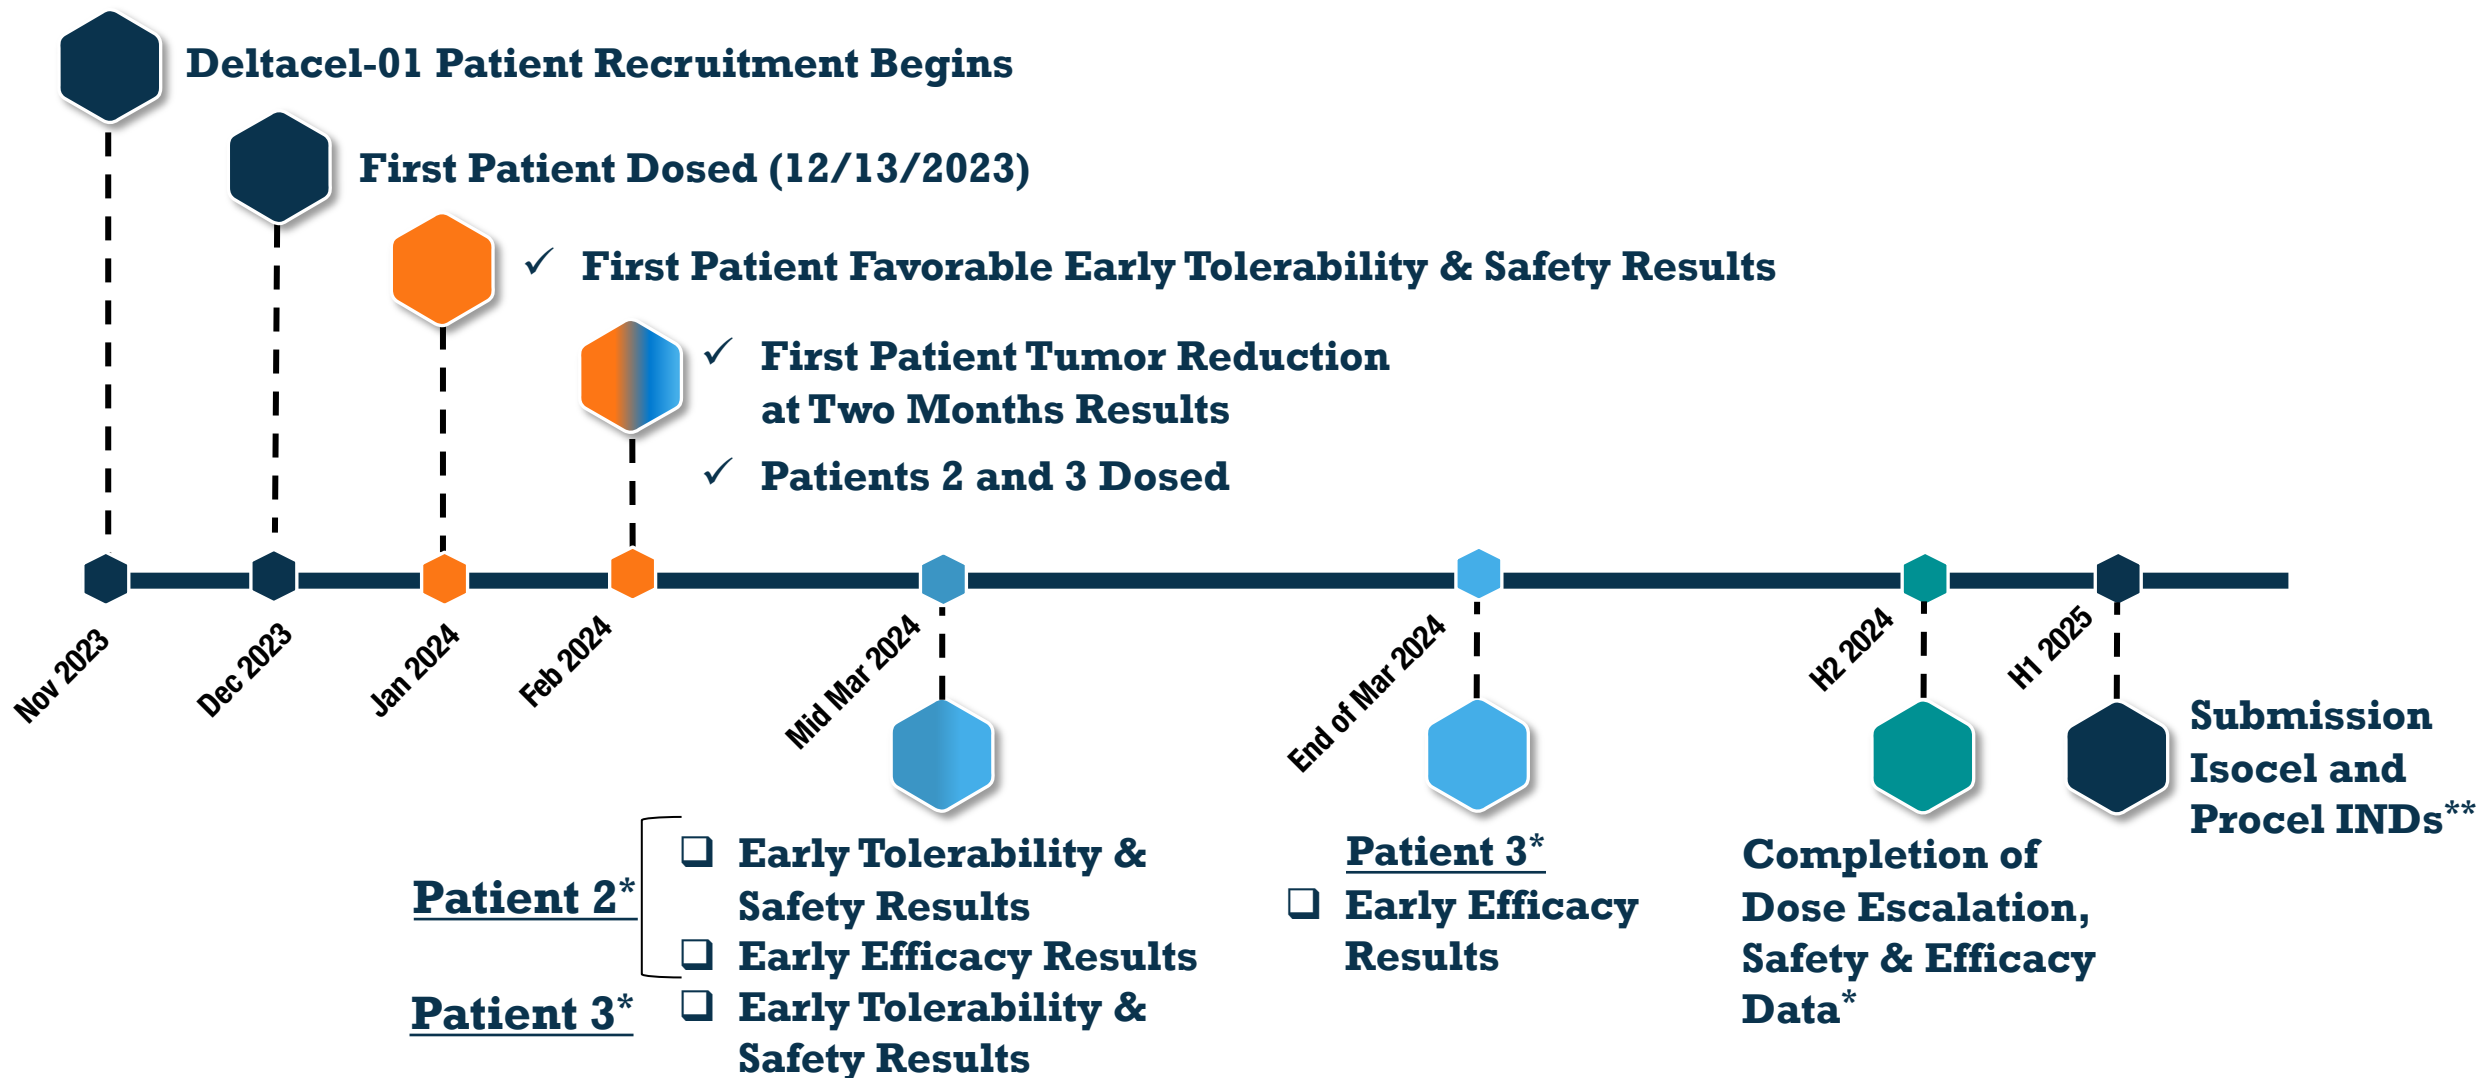 Deltacel-01 Patient Recruitment Begins
First Patient Dosed (12/13/2023)
✓ First Patient Favorable Early Tolerability & Safety Results
✓ First Patient Tumor Reduction
at Two Months Results
✓ Patients 2 and 3 Dosed
Nov 2023
Dec 2023
Jan 2024
Feb 2024
Mid Mar 2024
End of Mar 2024
H2 2024
H1 2025
Patient 2*
❑ Early Tolerability &
Safety Results
❑ Early Efficacy Results
Patient 3*
❑ Early Tolerability &
Safety Results
Patient 3*
❑ Early Efficacy
Results
Completion of
Dose Escalation,
Safety & Efficacy
Data*
Submission
Isocel and
Procel INDs**